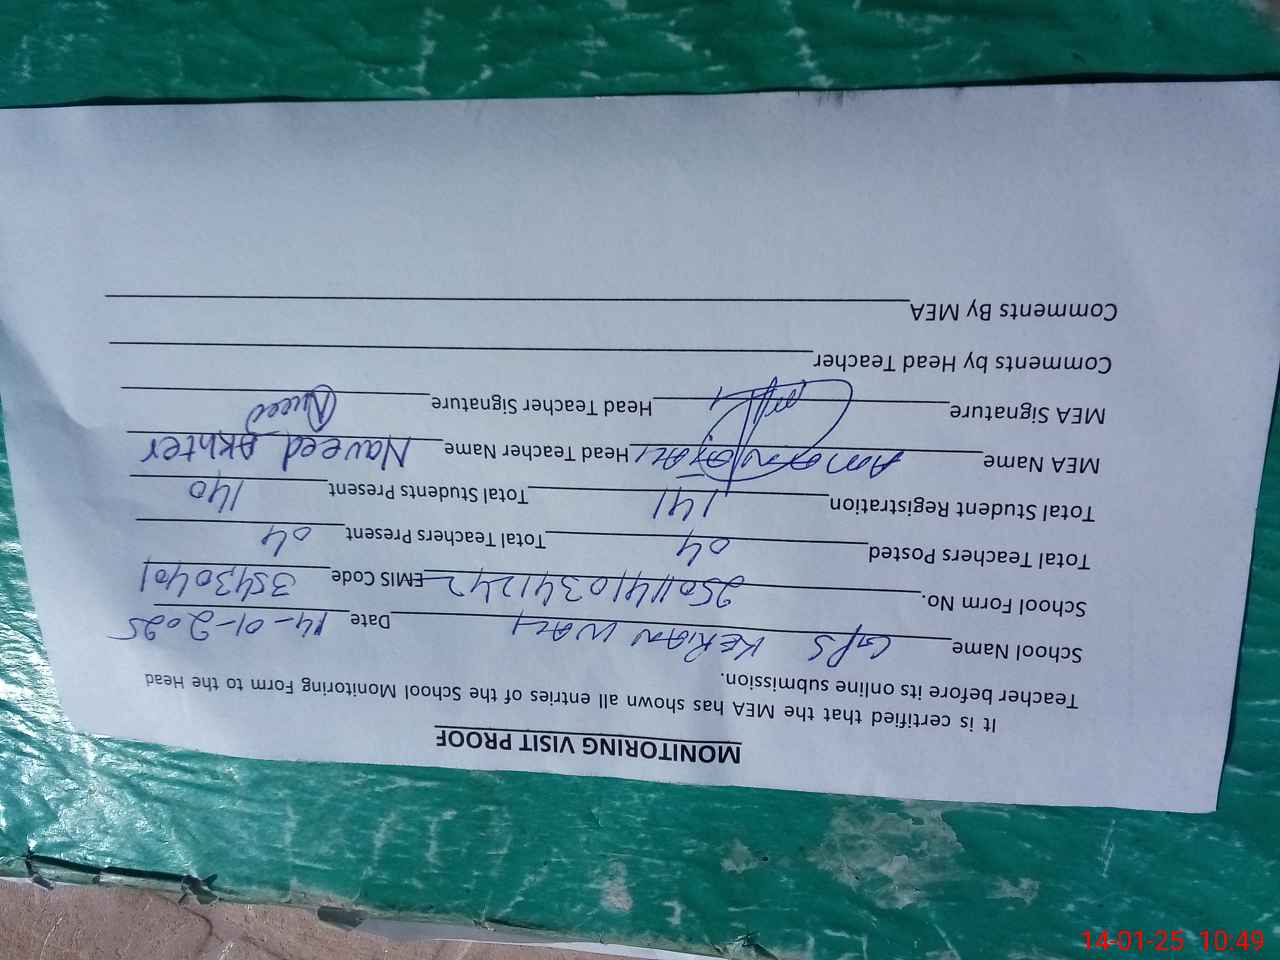 MONITORING VISIT PROOF
It is certified that the MEA has shown all entries of the School Monitoring Form to the Head
Teacher before its online submission.
School Name GPS KERIAN WALI Date 14-01-2025
School Form No. 250114103411242 EMIS Code 35430401
Total Teachers Posted 04 Total Teachers Present 04
Total Student Registration 141 Total Students Present 140
MEA Name Head Teacher Name Naveed Akhter
MEA Signature Head Teacher Signature
Comments by Head Teacher
Comments By MEA
14-01-25 10:49